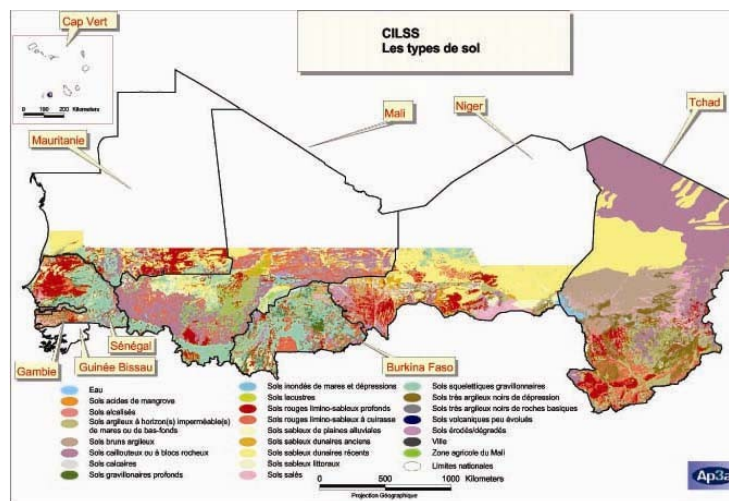 Cap Vert
0 100 200 Kilometers
CILSS
Les types de sol
Mauritanie
Mali
Niger
Tchad
Sénégal
Gambie
Guinée Bissau
Burkina Faso
Eau
Sols acides de mangrove
Sols alcalisés
Sols argileux à horizon(s) imperméable(s)
de mares ou de bas-fonds
Sols bruns argileux
Sols caillouteux ou à blocs rocheux
Sols calcaires
Sols gravillonaires profonds
Sols inondés de mares et dépressions
Sols lacustres
Sols rouges limino-sableux profonds
Sols rouges limino-sableux à cuirasse
Sols sableux de plaines alluviales
Sols sableux dunaires anciens
Sols sableux dunaires récents
Sols sableux littoraux
Sols salés
Sols squelettiques gravillonnaires
Sols très argileux noirs de dépression
Sols très argileux noirs de roches basiques
Sols volcaniques peu évolués
Sols érodés/dégradés
Ville
Zone agricole du Mali
Limites nationales
0 500 1000 Kilometers
Projection Géographique
Ap3a